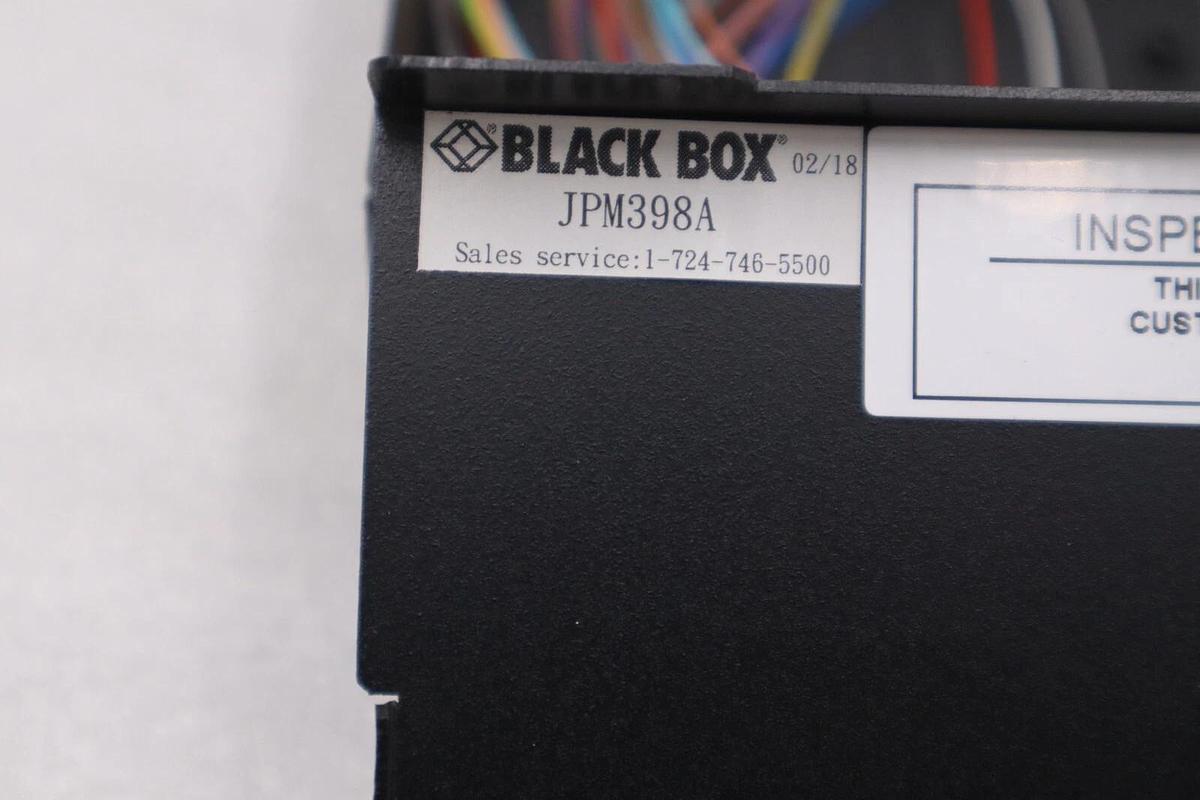 BLACK BOX® 02/18
JPM398A
Sales service:1-724-746-5500
INSPE
THI
CUST